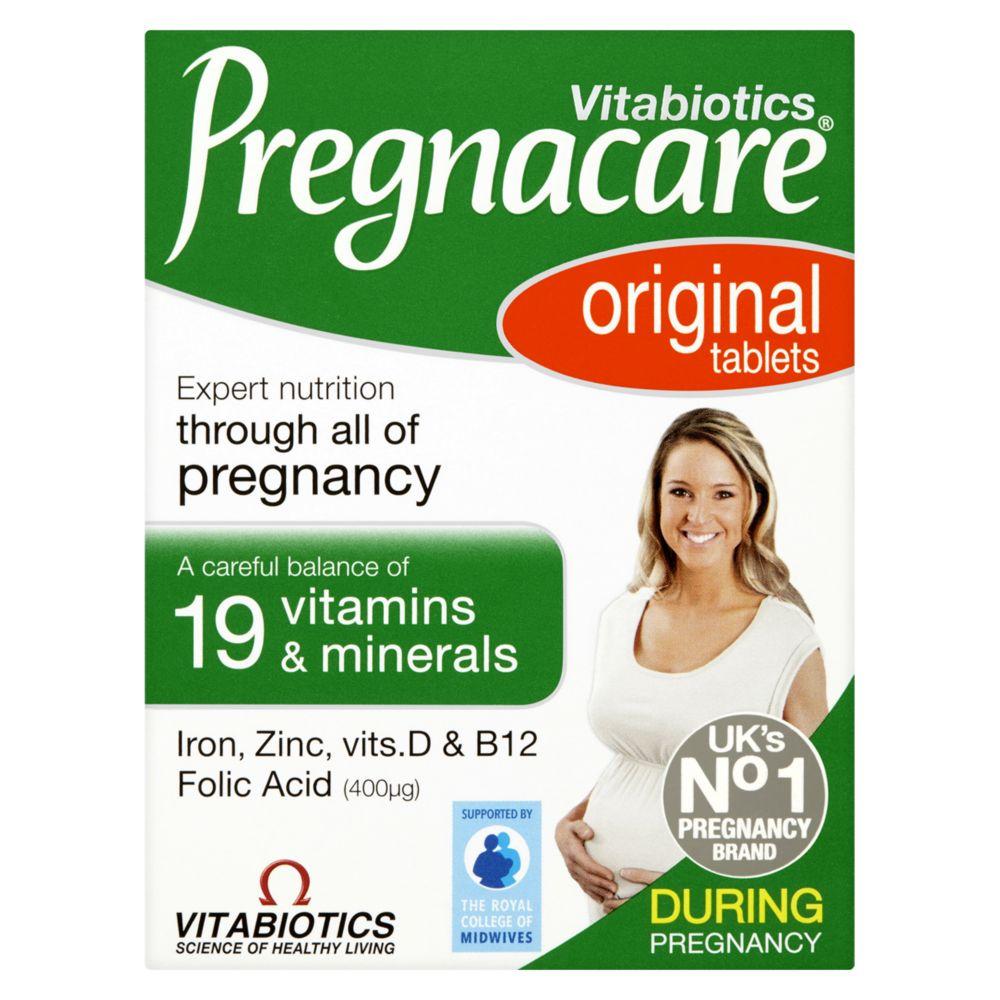 Vitabiotics
Pregnacare®
original
tablets
Expert nutrition
through all of
pregnancy
A careful balance of
19 vitamins
& minerals
Iron, Zinc, vits.D & B12
Folic Acid (400µg)
SUPPORTED BY
THE ROYAL
COLLEGE OF
MIDWIVES
VITABIOTICS
SCIENCE OF HEALTHY LIVING
UK's
Nº1
PREGNANCY
BRAND
DURING
PREGNANCY